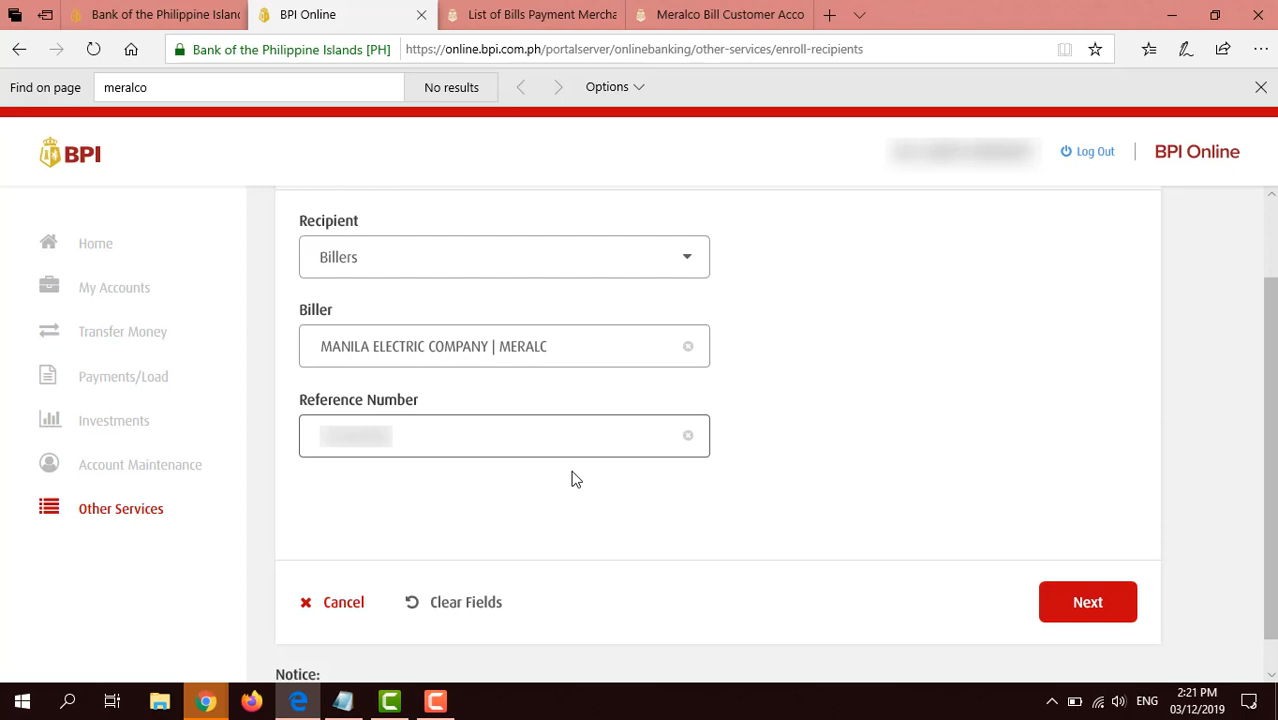 Bank of the Philippine Islanc
BPI Online
List of Bills Payment Mercha
Meralco Bill Customer Acco
Bank of the Philippine Islands [PH]
https://online.bpi.com.ph/portalserver/onlinebanking/other-services/enroll-recipients
Find on page
meralco
No results
Options
BPI
Log Out
BPI Online
Home
My Accounts
Transfer Money
Payments/Load
Investments
Account Maintenance
Other Services
Recipient
Billers
Biller
MANILA ELECTRIC COMPANY | MERALC
Reference Number
Cancel
Clear Fields
Next
Notice:
ENG
2:21 PM
03/12/2019